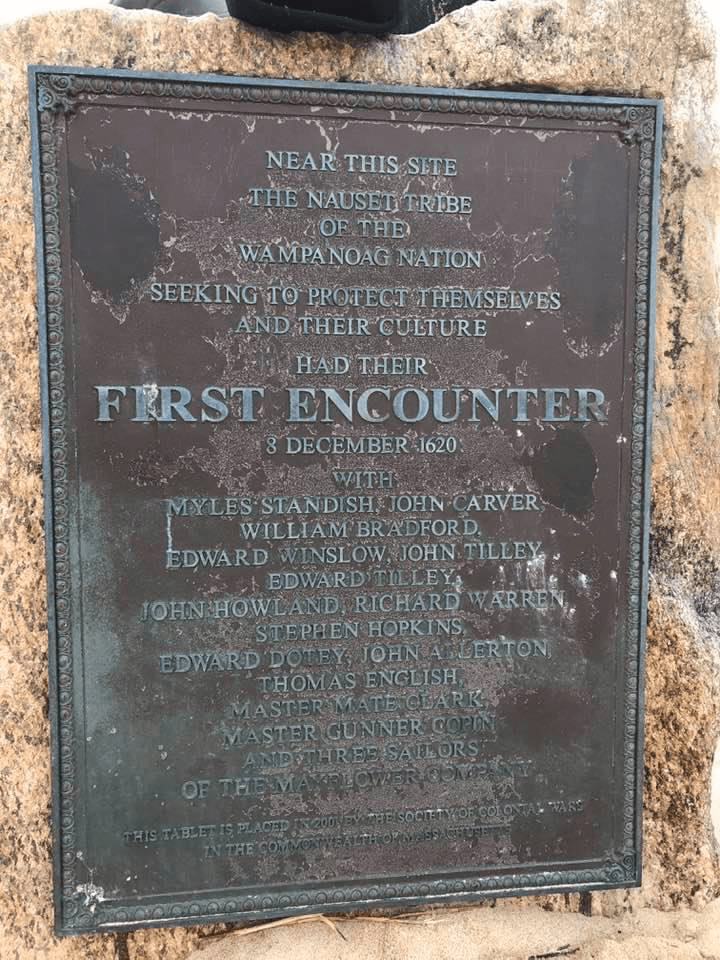 NEAR THIS SITE
THE NAUSET TRIBE
OF THE
WAMPANOAG NATION
SEEKING TO PROTECT THEMSELVES
AND THEIR CULTURE
HAD THEIR
FIRST ENCOUNTER
8 DECEMBER 1620
WITH
MYLES STANDISH, JOHN CARVER,
WILLIAM BRADFORD,
EDWARD WINSLOW, JOHN TILLEY,
EDWARD TILLEY,
JOHN HOWLAND, RICHARD WARREN,
STEPHEN HOPKINS,
EDWARD DOTEY, JOHN ALLERTON,
THOMAS ENGLISH,
MASTER MATE CLARK,
MASTER GUNNER COPIN
AND THREE SAILORS
OF THE MAYFLOWER COMPANY
THIS TABLET IS PLACED IN 2001 BY THE SOCIETY OF COLONIAL WARS
IN THE COMMONWEALTH OF MASSACHUSETTS